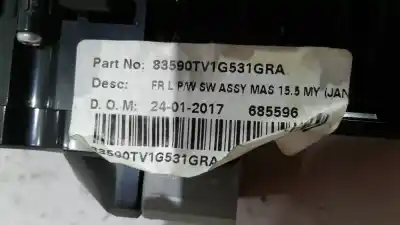 Part No: 83590TV1G531GRA
Desc: FR L P/W SW ASSY MAS 15.5 MY (JAN
D. O. M: 24-01-2017 685596
83590TV1G531GRA